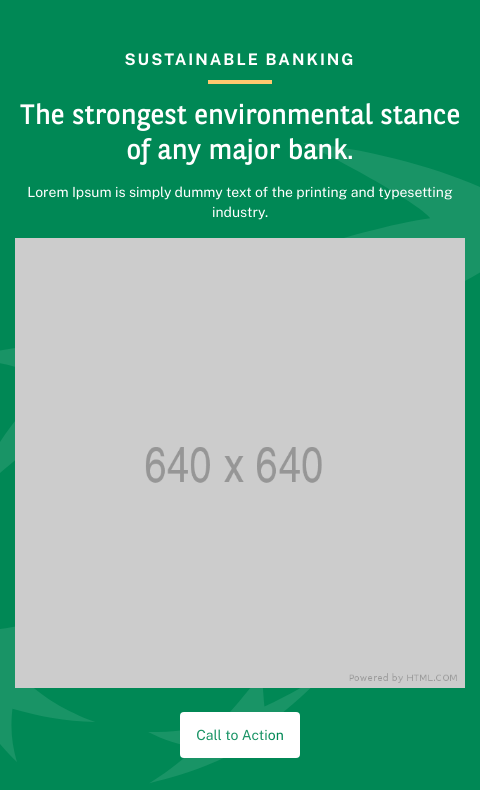 SUSTAINABLE BANKING
The strongest environmental stance
of any major bank.
Lorem Ipsum is simply dummy text of the printing and typesetting
industry.
640 x 640
Powered by HTML.COM
Call to Action